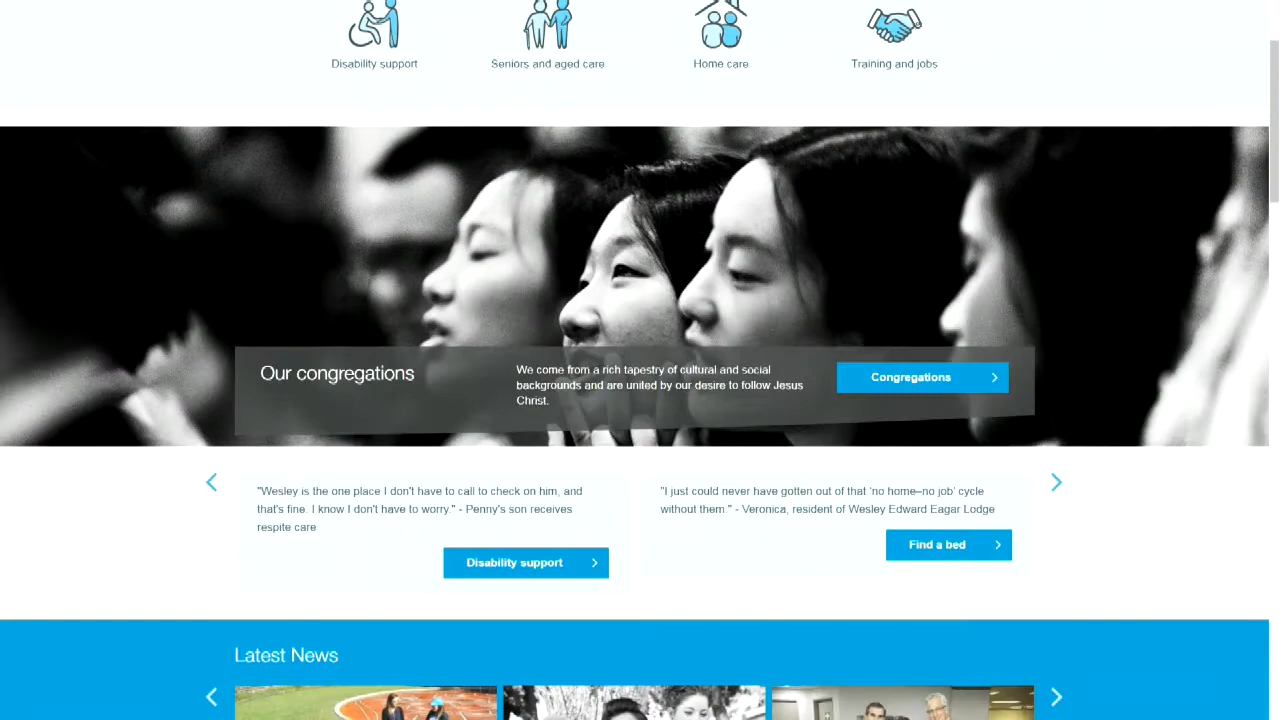 Disability support
Seniors and aged care
Home care
Training and jobs
Our congregations
We come from a rich tapestry of cultural and social
backgrounds and are united by our desire to follow Jesus
Christ.
Congregations
"Wesley is the one place I don't have to call to check on him, and
that's fine. I know I don't have to worry." - Penny's son receives
respite care
Disability support
"I just could never have gotten out of that ‘no home–no job’ cycle
without them." - Veronica, resident of Wesley Edward Eagar Lodge
Find a bed
Latest News